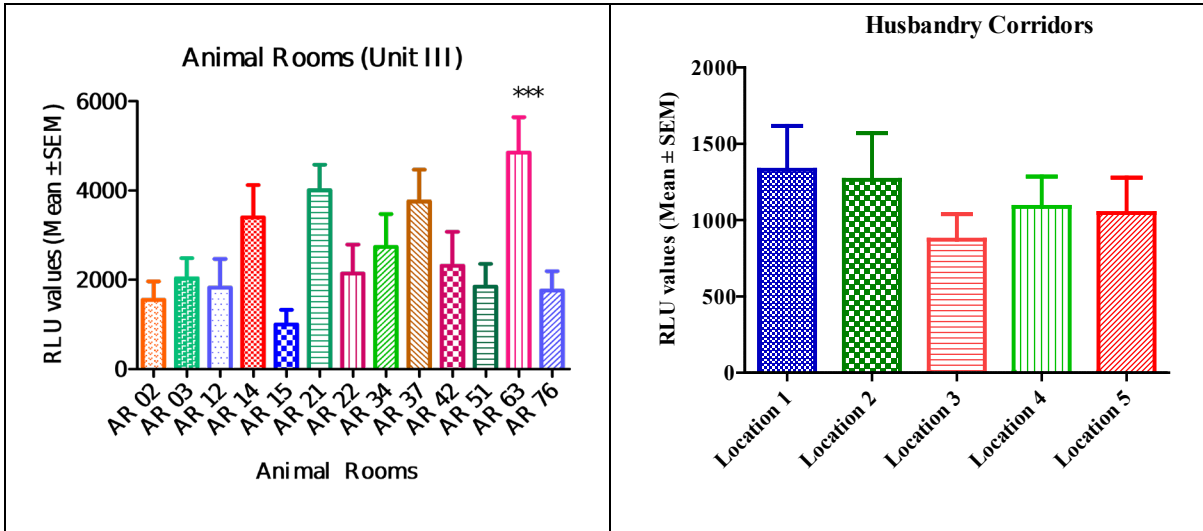 Animal Rooms (Unit III)
***
RLU values (Mean ±SEM )
6000
4000
2000
0
AR 02
AR 03
AR 12
AR 14
AR 15
AR 21
AR 22
AR 34
AR 37
AR 42
AR 51
AR 63
AR 76
Animal Rooms
Husbandry Corridors
RLU values (Mean ± SEM)
2000
1500
1000
500
0
Location 1
Location 2
Location 3
Location 4
Location 5